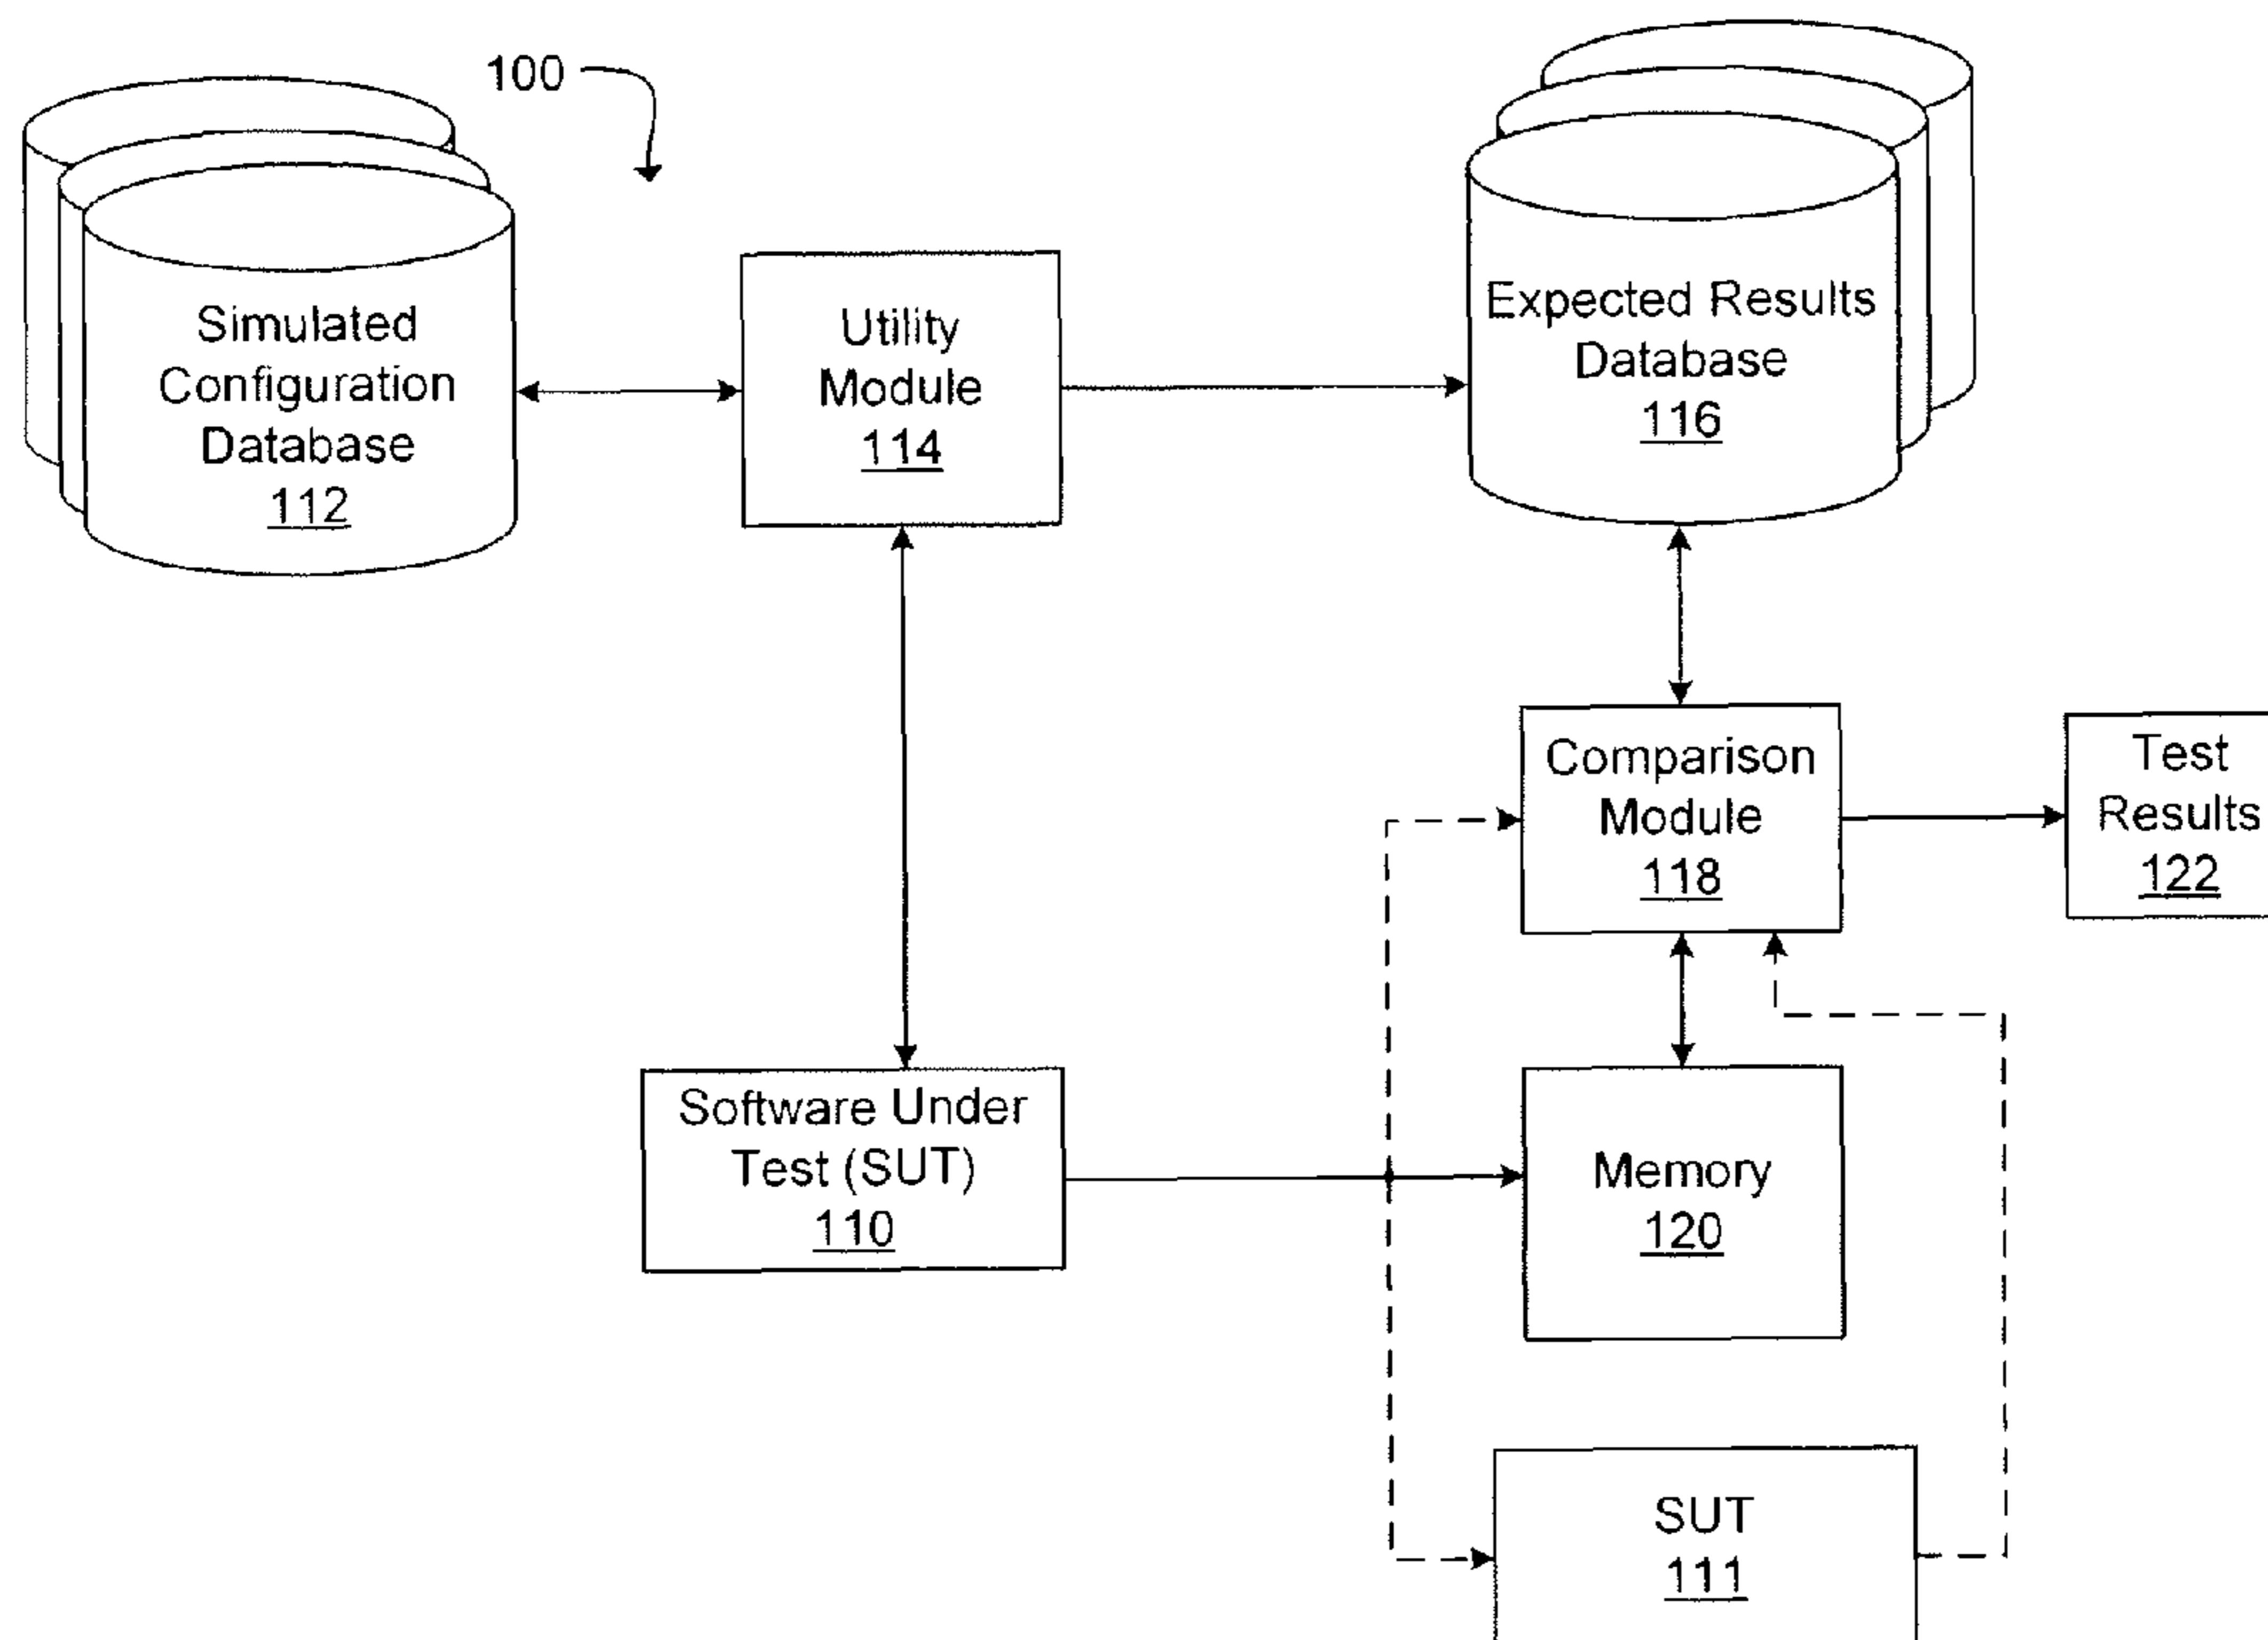 100
Simulated
Configuration
Database
112
Utility
Module
114
Expected Results
Database
116
Comparison
Module
118
Test
Results
122
Software Under
Test (SUT)
110
Memory
120
SUT
111